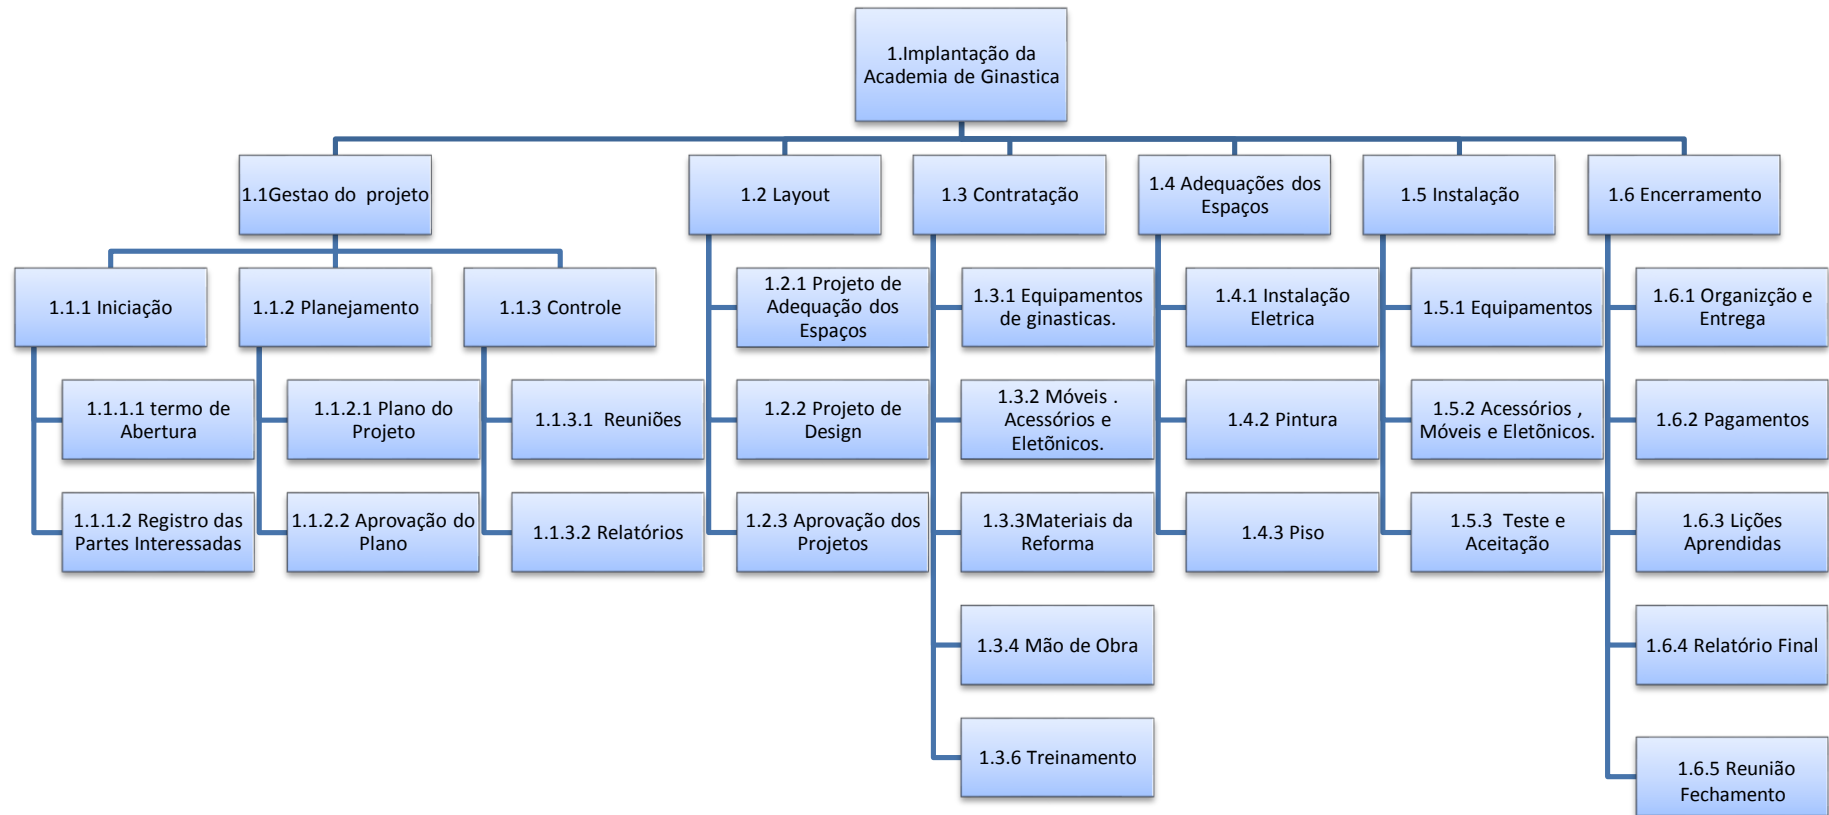 1.Implantação da
Academia de Ginastica
1.1Gestao do  projeto
1.2 Layout
1.3 Contratação
1.4 Adequações dos
Espaços
1.5 Instalação
1.6 Encerramento
1.1.1 Iniciação
1.1.2 Planejamento
1.1.3 Controle
1.2.1 Projeto de
Adequação dos
Espaços
1.3.1 Equipamentos
de ginasticas.
1.4.1 Instalação
Eletrica
1.5.1 Equipamentos
1.6.1 Organizção e
Entrega
1.1.1.1 termo de
Abertura
1.1.2.1 Plano do
Projeto
1.1.3.1  Reuniões
1.2.2 Projeto de
Design
1.3.2 Móveis .
Acessórios e
Eletõnicos.
1.4.2 Pintura
1.5.2 Acessórios ,
Móveis e Eletõnicos.
1.6.2 Pagamentos
1.1.1.2 Registro das
Partes Interessadas
1.1.2.2 Aprovação do
Plano
1.1.3.2 Relatórios
1.2.3 Aprovação dos
Projetos
1.3.3Materiais da
Reforma
1.4.3 Piso
1.5.3  Teste e
Aceitação
1.6.3 Lições
Aprendidas
1.3.4 Mão de Obra
1.6.4 Relatório Final
1.3.6 Treinamento
1.6.5 Reunião
Fechamento